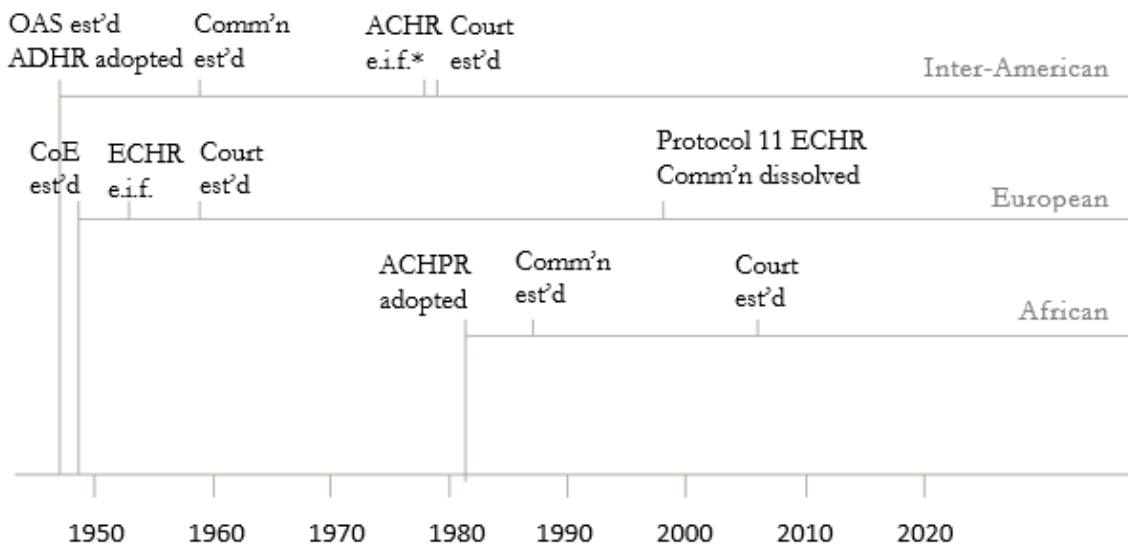 OAS est’d
ADHR adopted
Comm’n
est’d
ACHR
e.i.f.*
Court
est’d
Inter-American
CoE
est’d
ECHR
e.i.f.
Court
est’d
Protocol 11 ECHR
Comm’n dissolved
European
ACHPR
adopted
Comm’n
est’d
Court
est’d
African
1950 1960 1970 1980 1990 2000 2010 2020